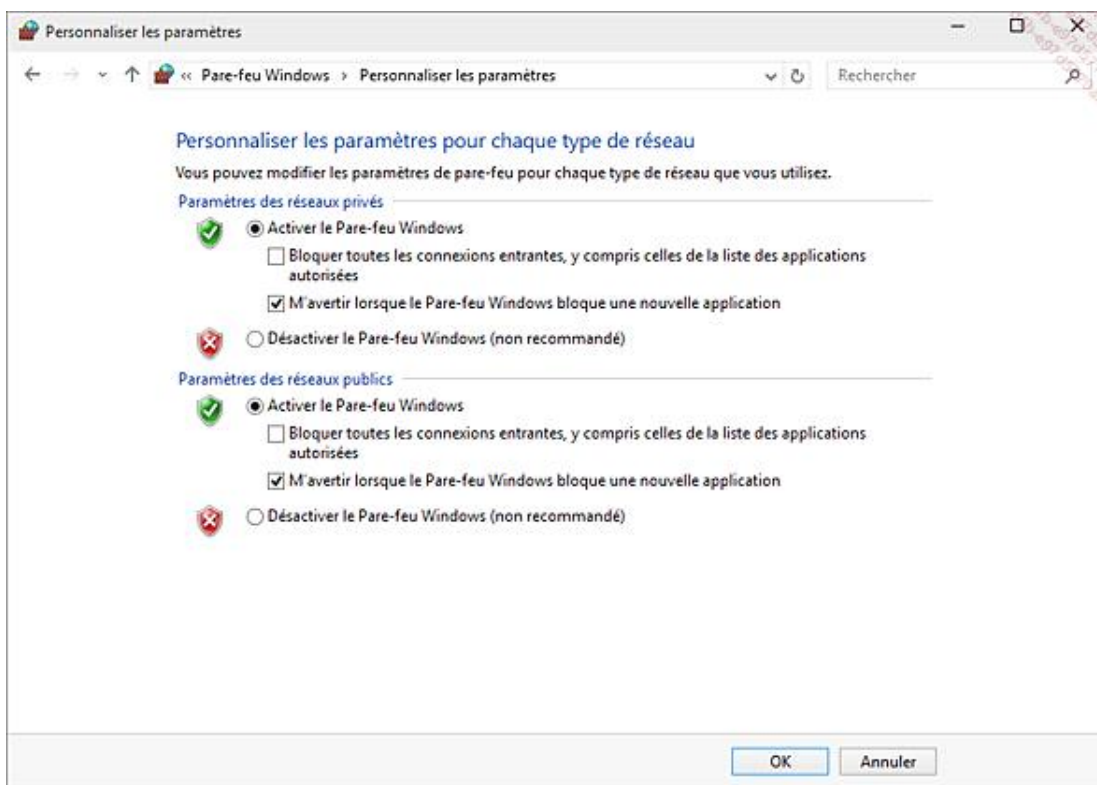 Personnaliser les paramètres
« Pare-feu Windows › Personnaliser les paramètres
Rechercher
Personnaliser les paramètres pour chaque type de réseau
Vous pouvez modifier les paramètres de pare-feu pour chaque type de réseau que vous utilisez.
Paramètres des réseaux privés
Activer le Pare-feu Windows
Bloquer toutes les connexions entrantes, y compris celles de la liste des applications
autorisées
M'avertir lorsque le Pare-feu Windows bloque une nouvelle application
Désactiver le Pare-feu Windows (non recommandé)
Paramètres des réseaux publics
Activer le Pare-feu Windows
Bloquer toutes les connexions entrantes, y compris celles de la liste des applications
autorisées
M'avertir lorsque le Pare-feu Windows bloque une nouvelle application
Désactiver le Pare-feu Windows (non recommandé)
OK
Annuler